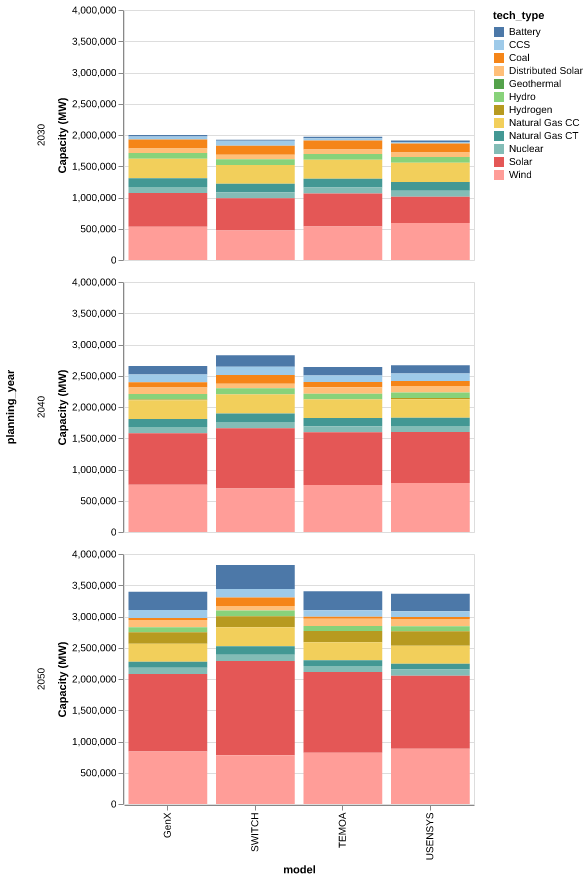 tech_type
Battery
CCS
Coal
Distributed Solar
Geothermal
Hydro
Hydrogen
Natural Gas CC
Natural Gas CT
Nuclear
Solar
Wind
planning_year
2030
Capacity (MW)
4,000,000
3,500,000
3,000,000
2,500,000
2,000,000
1,500,000
1,000,000
500,000
0
2040
Capacity (MW)
4,000,000
3,500,000
3,000,000
2,500,000
2,000,000
1,500,000
1,000,000
500,000
0
2050
Capacity (MW)
4,000,000
3,500,000
3,000,000
2,500,000
2,000,000
1,500,000
1,000,000
500,000
0
GenX
SWITCH
TEMOA
USENSYS
model